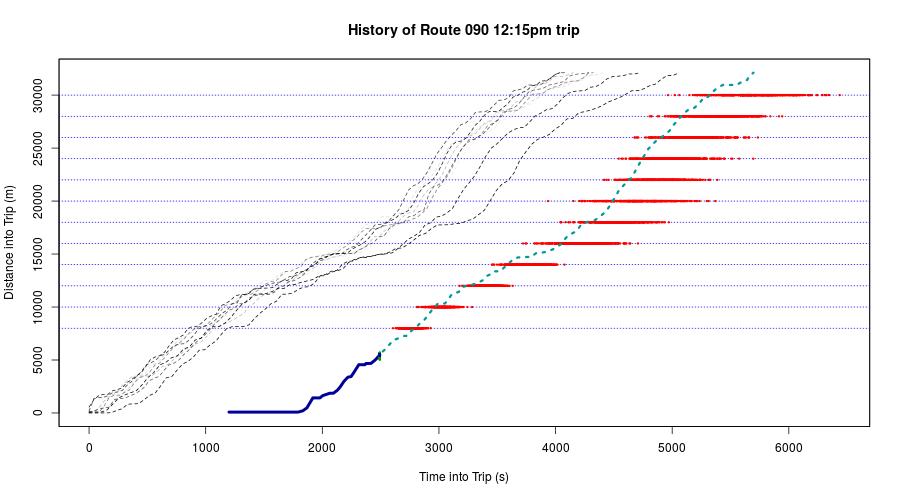 History of Route 090 12:15pm trip
Distance Into Trip (m)
30000
25000
20000
15000
10000
5000
0
0 1000 2000 3000 4000 5000 6000
Time into Trip (s)